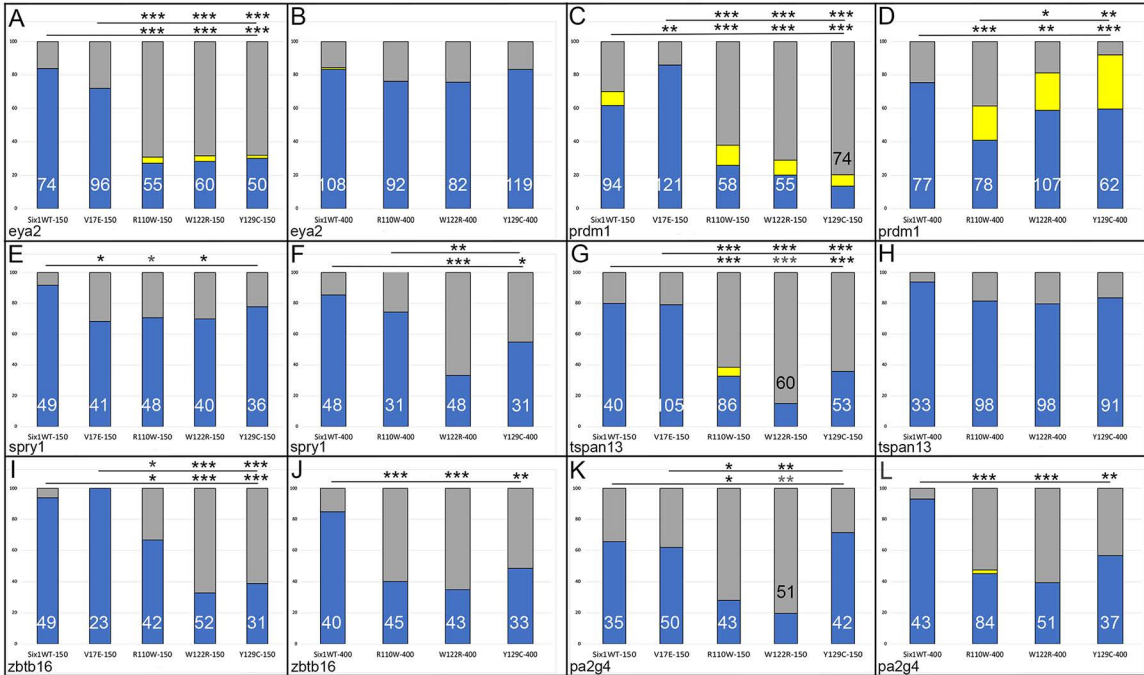 A
*** *** ***
*** *** ***
100
80
60
40
20
0
74 96 55 60 50
Six1WT-150 V17E-150 R110W-150 W122R-150 Y129C-150
eya2
B
100
80
60
40
20
0
108 92 82 119
Six1WT-400 R110W-400 W122R-400 Y129C-400
eya2
C
*** *** ***
** *** *** ***
100
80
60
40
20
0
94 121 58 55 74
Six1WT-150 V17E-150 R110W-150 W122R-150 Y129C-150
prdm1
D
* **
*** ** ***
100
80
60
40
20
0
77 78 107 62
Six1WT-400 R110W-400 W122R-400 Y129C-400
prdm1
E
* * *
100
80
60
40
20
0
49 41 48 40 36
Six1WT-150 V17E-150 R110W-150 W122R-150 Y129C-150
spry1
F
**
*** *
100
80
60
40
20
0
48 31 48 31
Six1WT-400 R110W-400 W122R-400 Y129C-400
spry1
G
*** *** ***
*** *** ***
100
80
60
40
20
0
40 105 86 60 53
Six1WT-150 V17E-150 R110W-150 W122R-150 Y129C-150
tspan13
H
100
80
60
40
20
0
33 98 98 91
Six1WT-400 R110W-400 W122R-400 Y129C-400
tspan13
I
* *** ***
* *** ***
100
80
60
40
20
0
49 23 42 52 31
Six1WT-150 V17E-150 R110W-150 W122R-150 Y129C-150
zbtb16
J
*** *** **
100
80
60
40
20
0
40 45 43 33
Six1WT-400 R110W-400 W122R-400 Y129C-400
zbtb16
K
* **
* **
100
80
60
40
20
0
35 50 43 51 42
Six1WT-150 V17E-150 R110W-150 W122R-150 Y129C-150
pa2g4
L
*** *** **
100
80
60
40
20
0
43 84 51 37
Six1WT-400 R110W-400 W122R-400 Y129C-400
pa2g4